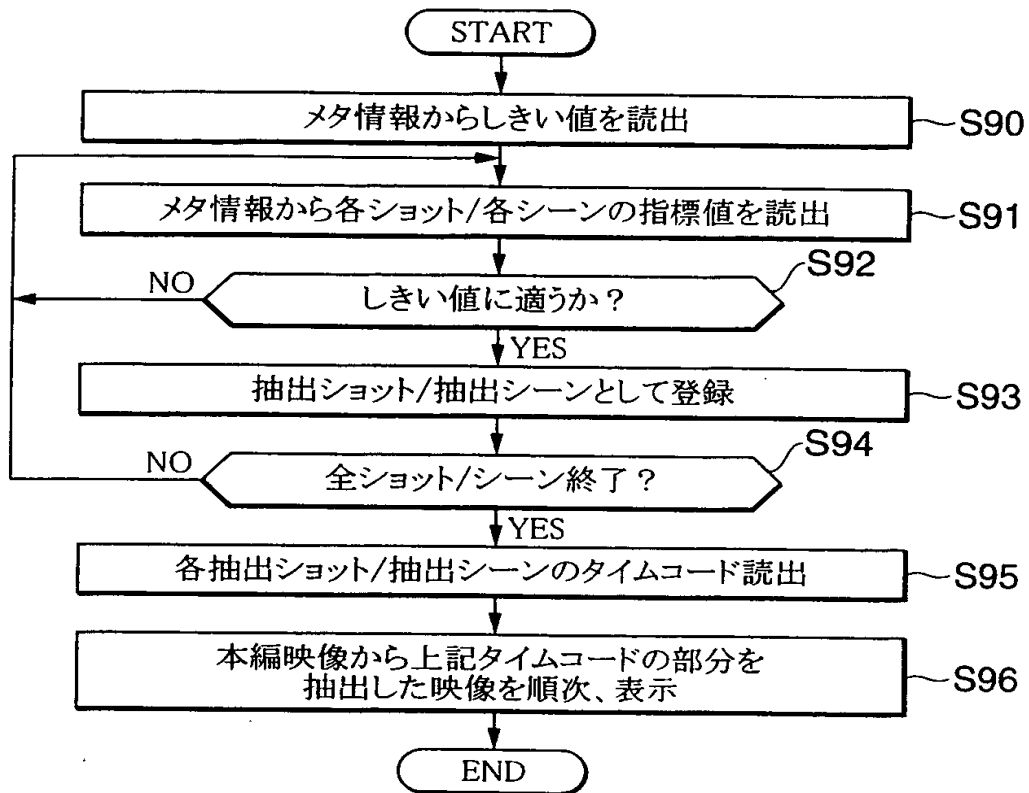 START
メタ情報からしきい値を読出
S90
メタ情報から各ショット/各シーンの指標値を読出
S91
S92
NO
しきい値に適うか?
YES
抽出ショット/抽出シーンとして登録
S93
S94
NO
全ショット/シーン終了?
YES
各抽出ショット/抽出シーンのタイムコード読出
S95
本編映像から上記タイムコードの部分を
抽出した映像を順次、表示
S96
END